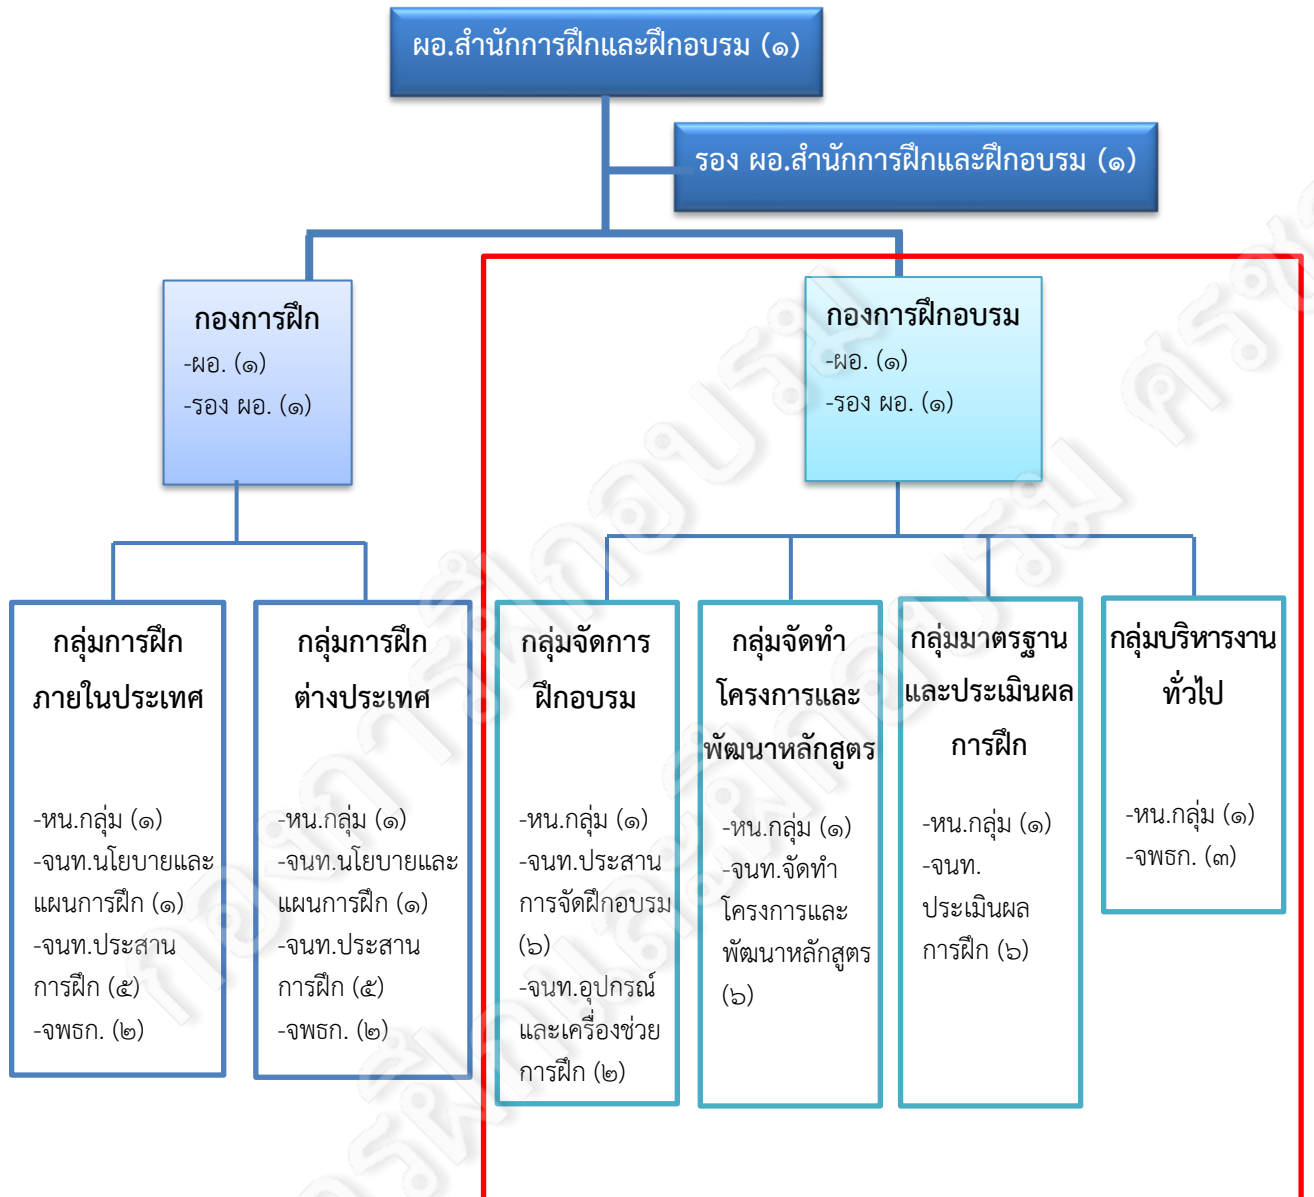 ผอ.สำนักการฝึกและฝึกอบรม (๑)
รอง ผอ.สำนักการฝึกและฝึกอบรม (๑)
กองการฝึก
-ผอ. (๑)
-รอง ผอ. (๑)
กองการฝึกอบรม
-ผอ. (๑)
-รอง ผอ. (๑)
กลุ่มการฝึก
ภายในประเทศ
-หน.กลุ่ม (๑)
-จนท.นโยบายและ
แผนการฝึก (๑)
-จนท.ประสาน
การฝึก (๕)
-จพธก. (๒)
กลุ่มการฝึก
ต่างประเทศ
-หน.กลุ่ม (๑)
-จนท.นโยบายและ
แผนการฝึก (๑)
-จนท.ประสาน
การฝึก (๕)
-จพธก. (๒)
กลุ่มจัดการ
ฝึกอบรม
-หน.กลุ่ม (๑)
-จนท.ประสาน
การจัดฝึกอบรม
(๖)
-จนท.อุปกรณ์
และเครื่องช่วย
การฝึก (๒)
กลุ่มจัดทำ
โครงการและ
พัฒนาหลักสูตร
-หน.กลุ่ม (๑)
-จนท.จัดทำ
โครงการและ
พัฒนาหลักสูตร
(๖)
กลุ่มมาตรฐาน
และประเมินผล
การฝึก
-หน.กลุ่ม (๑)
-จนท.
ประเมินผล
การฝึก (๖)
กลุ่มบริหารงาน
ทั่วไป
-หน.กลุ่ม (๑)
-จพธก. (๓)
กองการฝึกอบรม